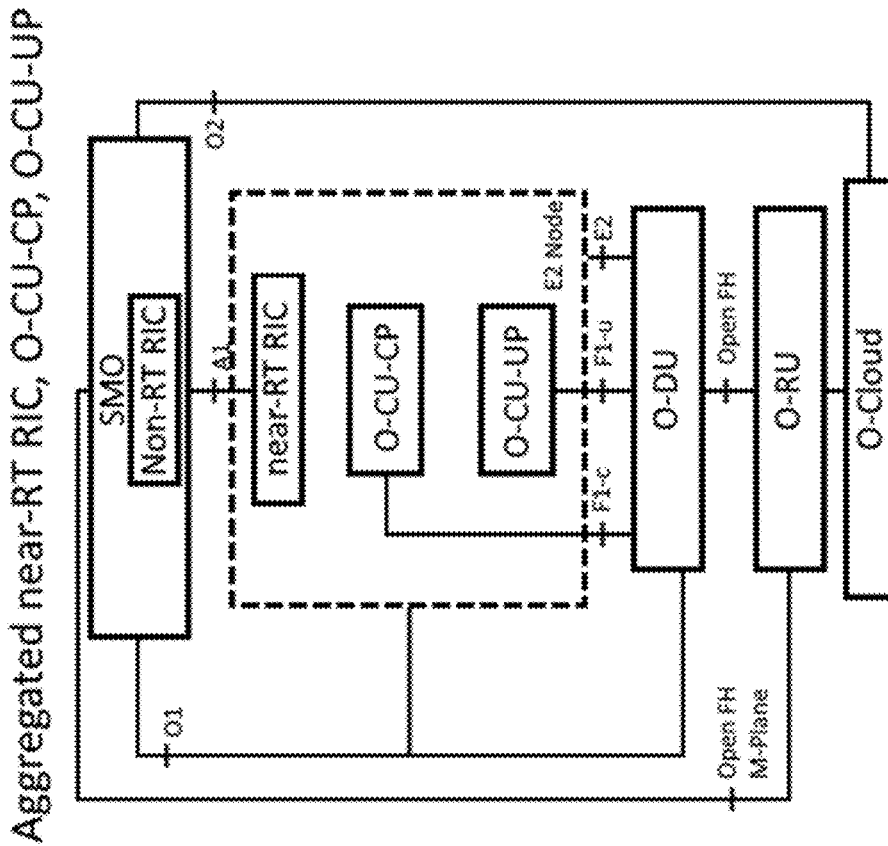 Aggregated near-RT RIC, O-CU-CP, O-CU-UP
SMO
Non-RT RIC
O1
A1
O2
near-RT RIC
O-CU-CP
O-CU-UP
E2 Node
F1-c
F1-u
E2
O-DU
Open FH
Open FH
M-Plane
O-RU
O-Cloud